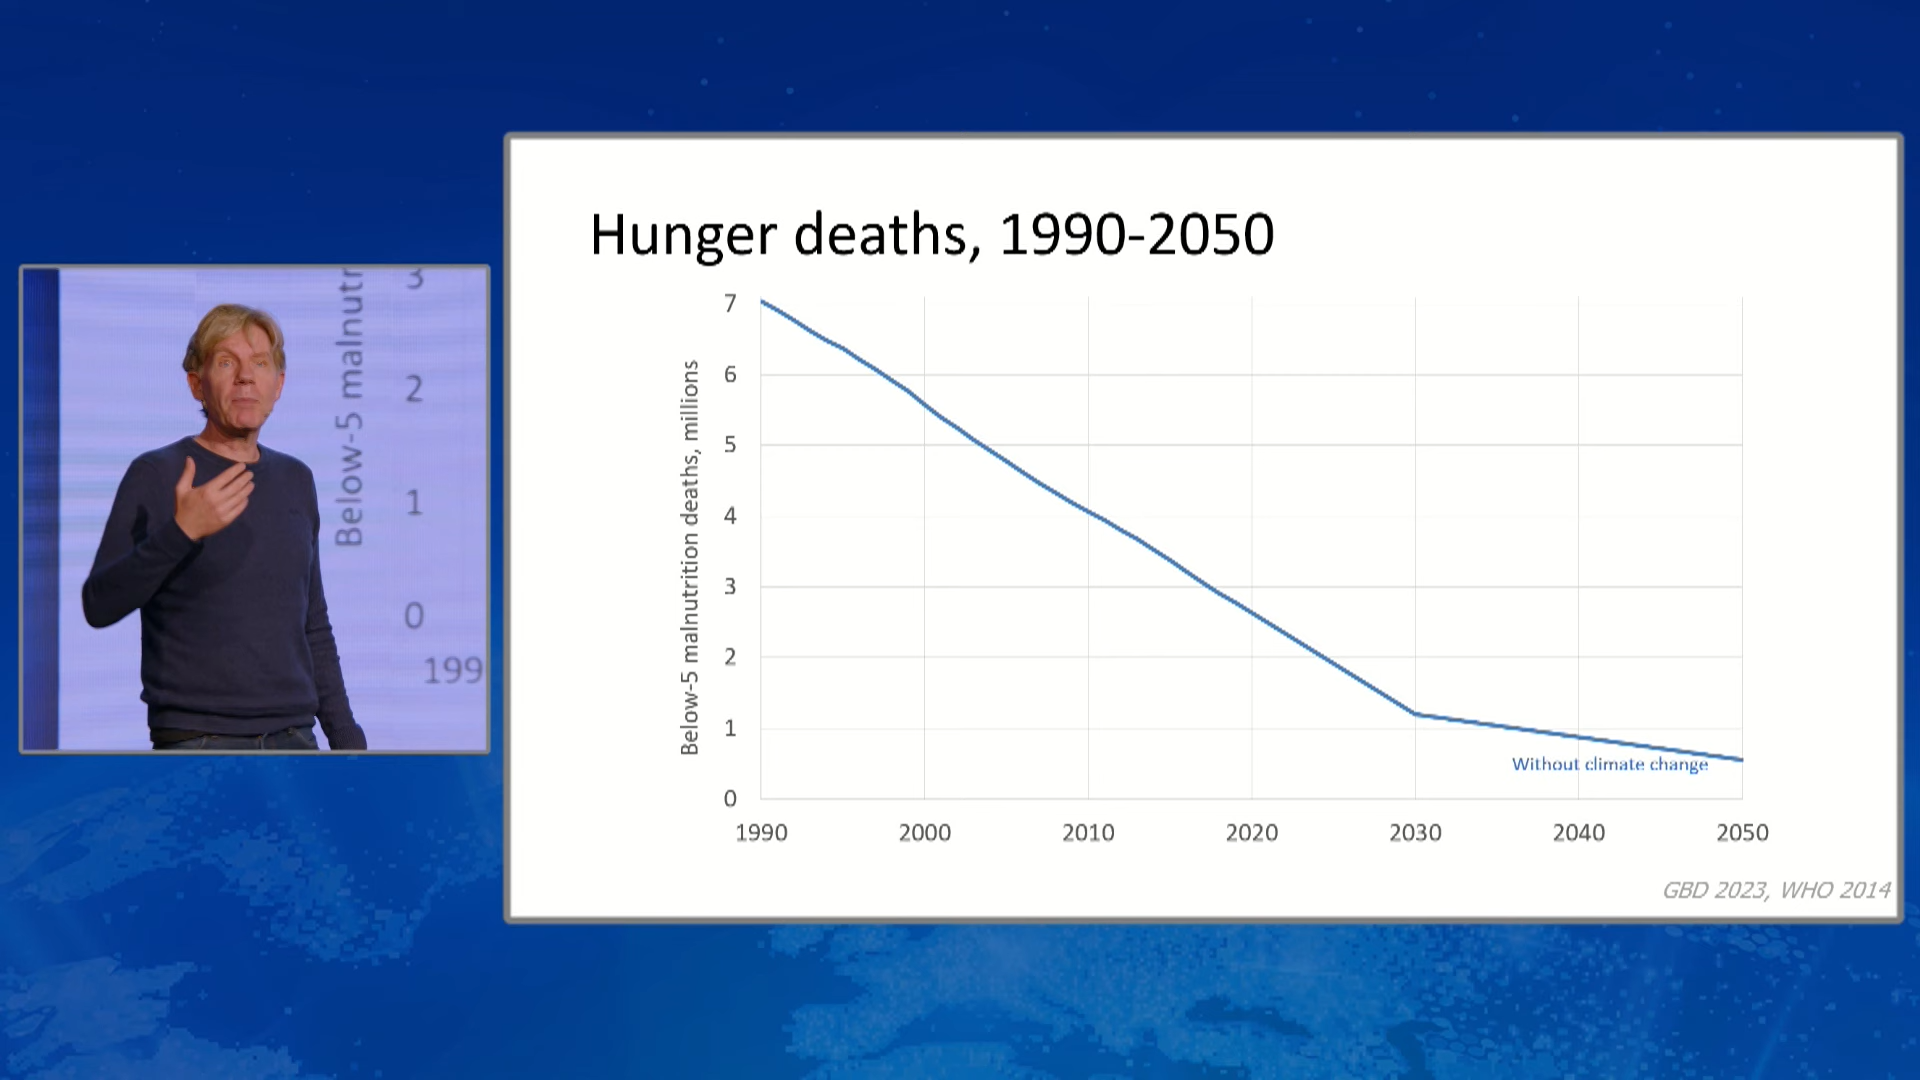 3
Below-5 malnutr
2
1
0
199
Hunger deaths, 1990-2050
Below-5 malnutrition deaths, millions
7
6
5
4
3
2
1
0
Without climate change
1990 2000 2010 2020 2030 2040 2050
GBD 2023, WHO 2014